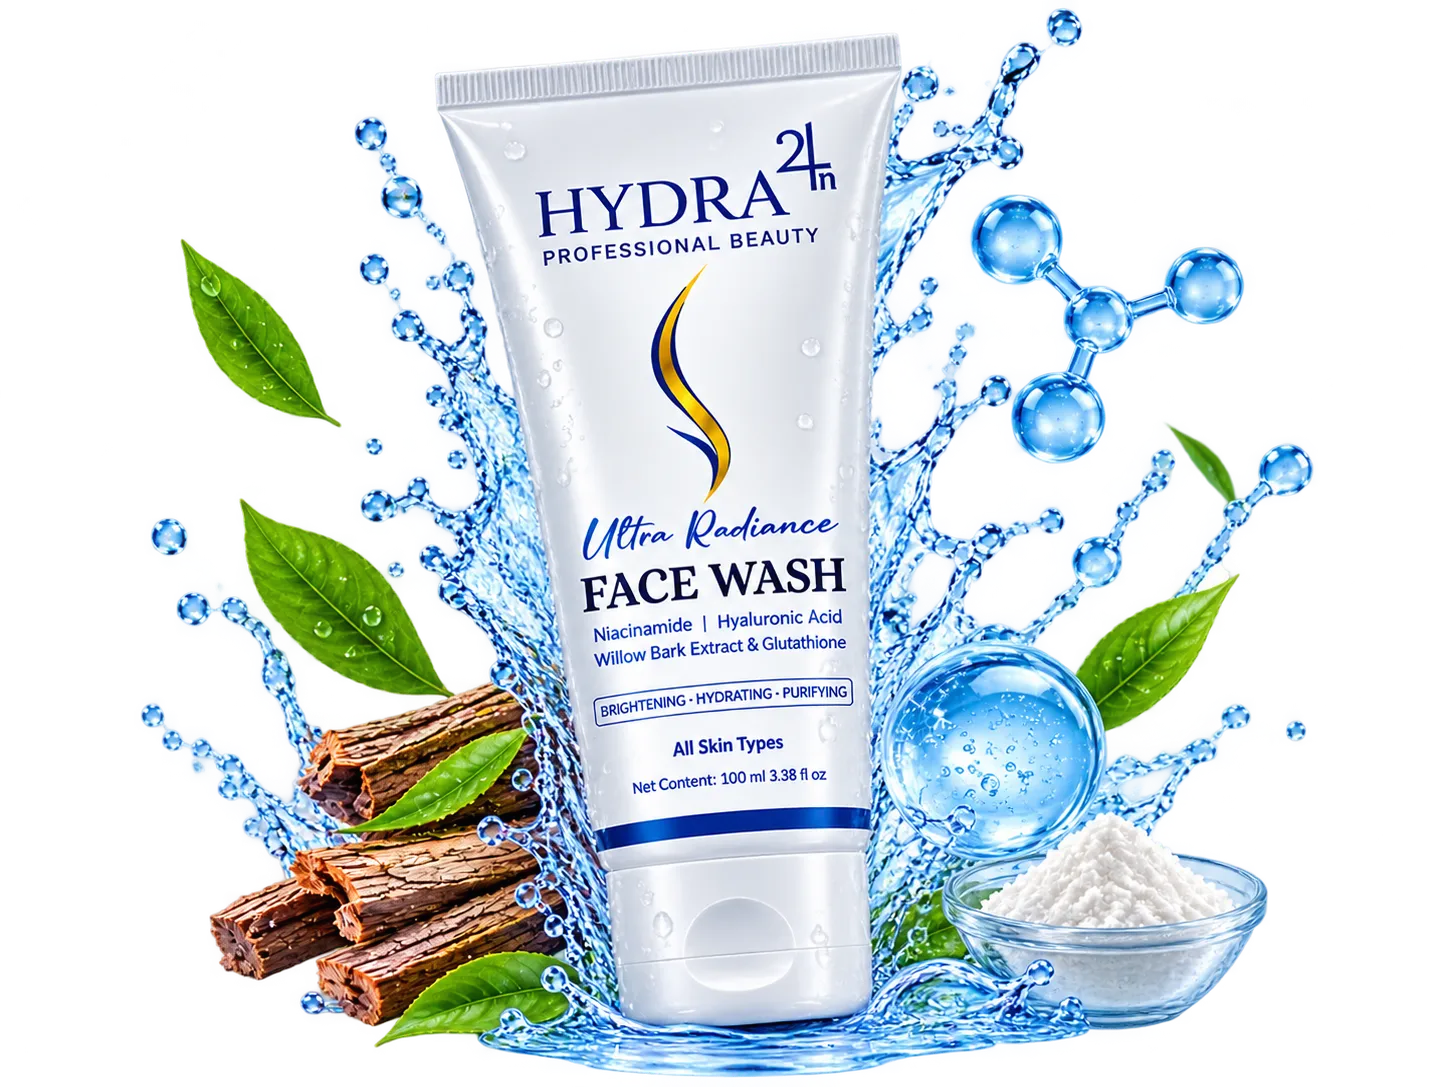 HYDRA 24n
PROFESSIONAL BEAUTY
Ultra Radiance
FACE WASH
Niacinamide | Hyaluronic Acid
Willow Bark Extract & Glutathione
BRIGHTENING · HYDRATING · PURIFYING
All Skin Types
Net Content: 100 ml 3.38 fl oz